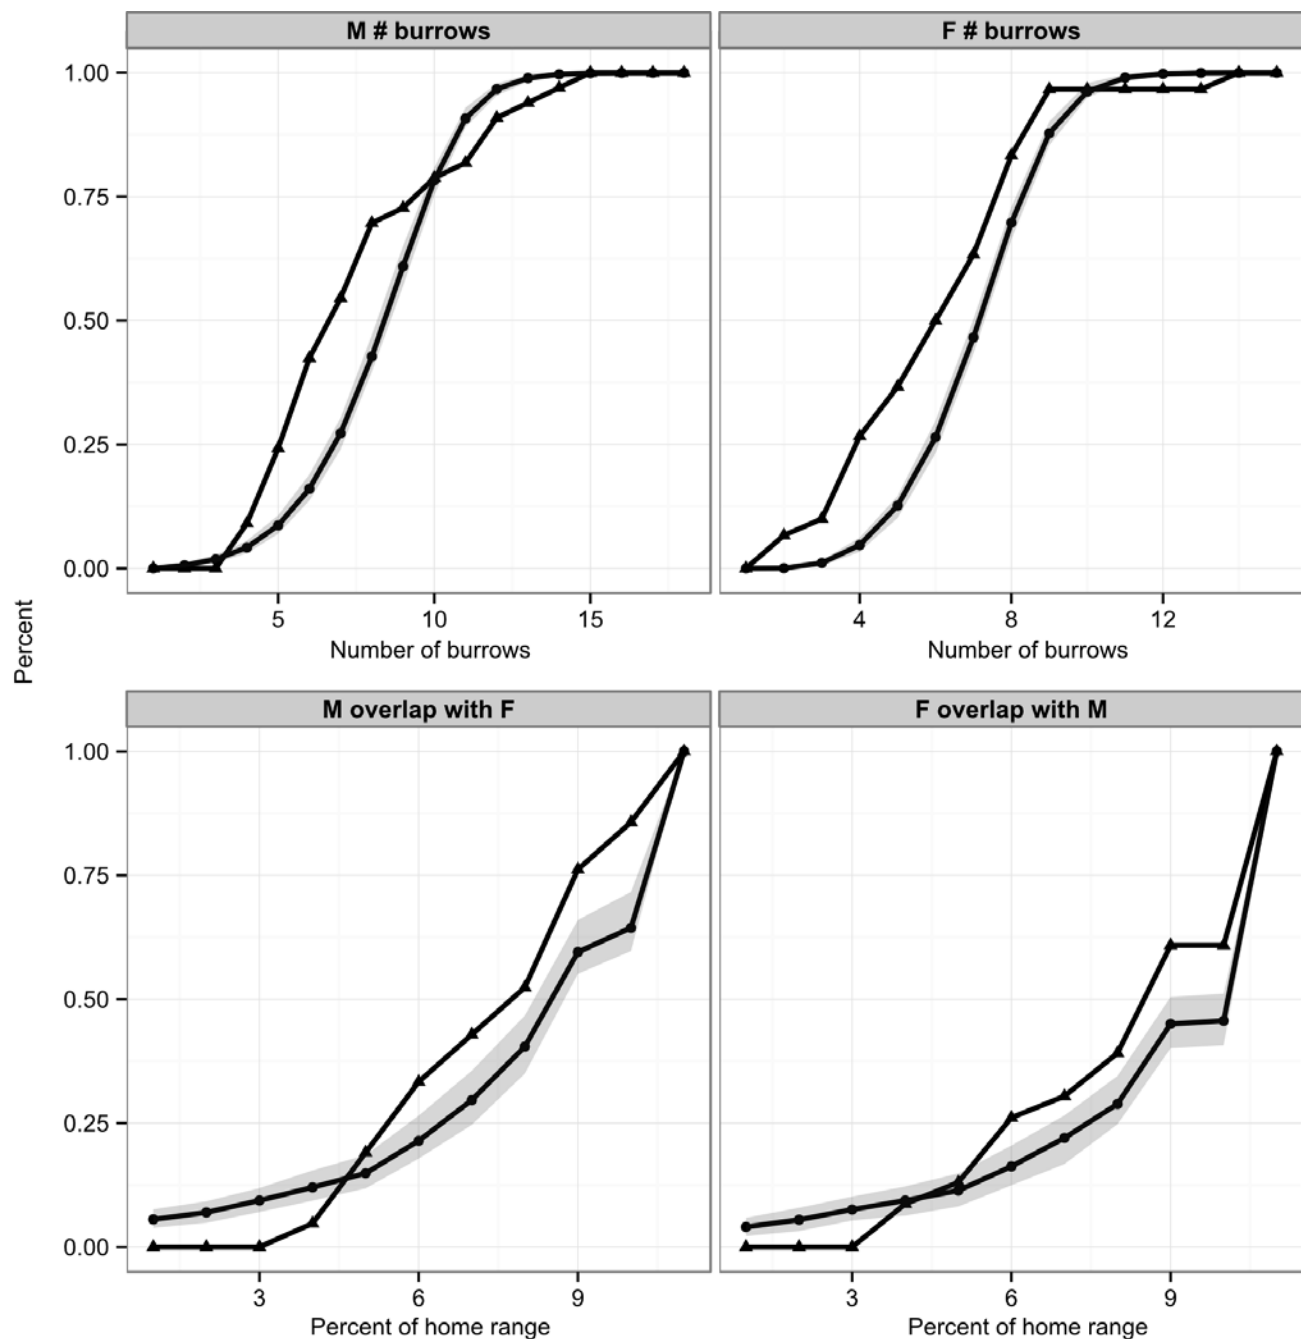 M # burrows
F # burrows
1.00
0.75
0.50
0.25
0.00
5 10 15
4 8 12
Number of burrows
Number of burrows
Percent
M overlap with F
F overlap with M
1.00
0.75
0.50
0.25
0.00
3 6 9
3 6 9
Percent of home range
Percent of home range